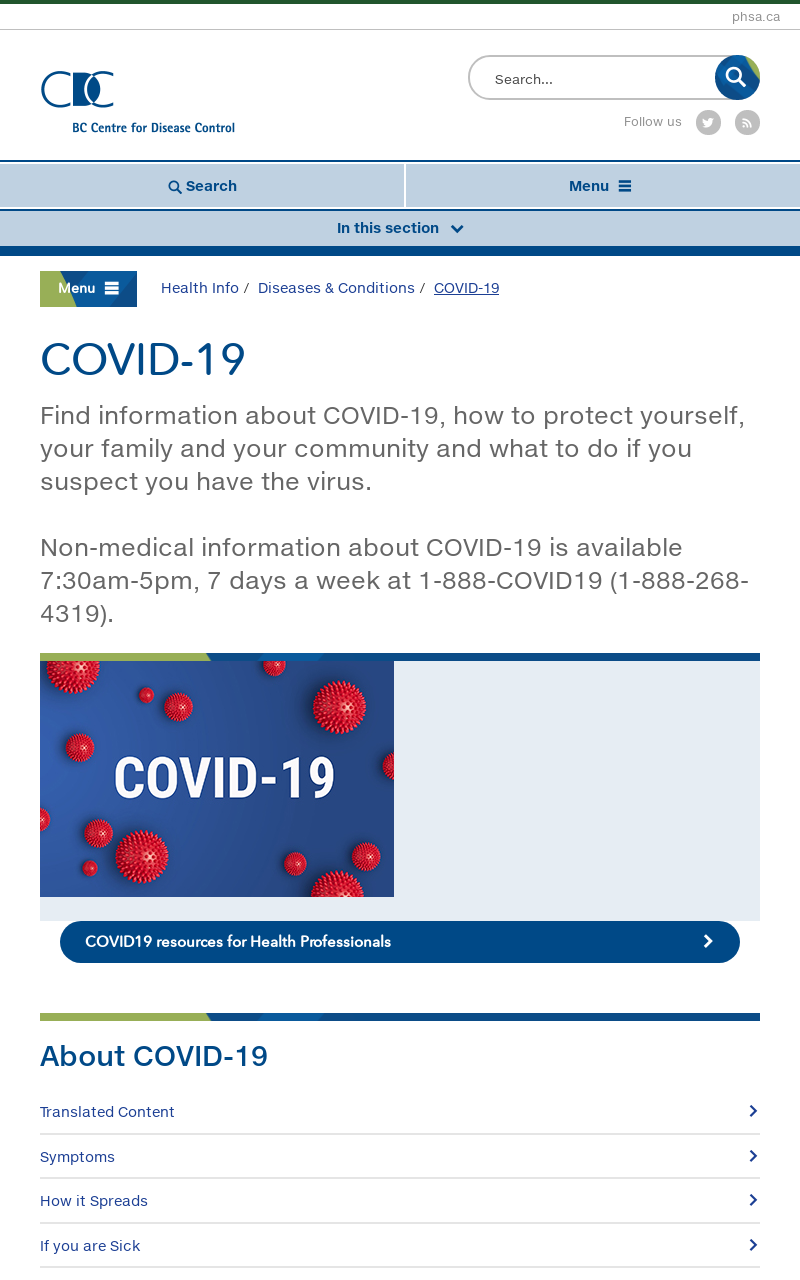 phsa.ca
CDC
BC Centre for Disease Control
Search...
Follow us
Search
Menu
In this section
Menu
Health Info / Diseases & Conditions / COVID-19
COVID-19
Find information about COVID-19, how to protect yourself,
your family and your community and what to do if you
suspect you have the virus.
Non-medical information about COVID-19 is available
7:30am-5pm, 7 days a week at 1-888-COVID19 (1-888-268-
4319).
COVID-19
COVID19 resources for Health Professionals
About COVID-19
Translated Content
Symptoms
How it Spreads
If you are Sick